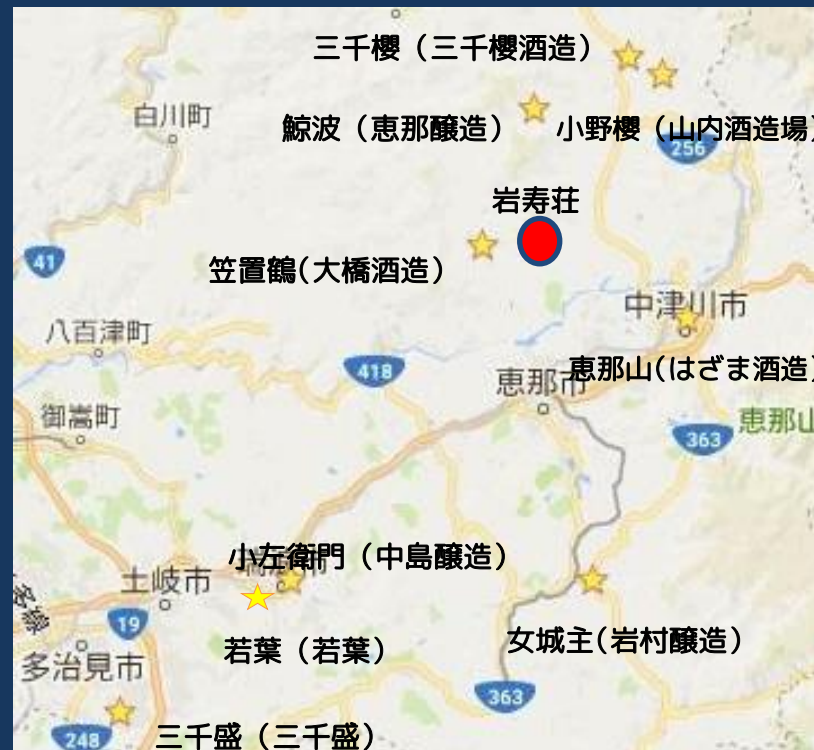 三千櫻（三千櫻酒造）
白川町
鯨波（恵那醸造）
小野櫻（山内酒造場）
256
岩寿荘
41
笠置鶴(大橋酒造）
中津川市
八百津町
418
恵那市
恵那山(はざま酒造)
御嵩町
363
恵那山
小左衛門（中島醸造）
土岐市
19
若葉（若葉）
女城主(岩村醸造）
多治見市
363
248
三千盛（三千盛）